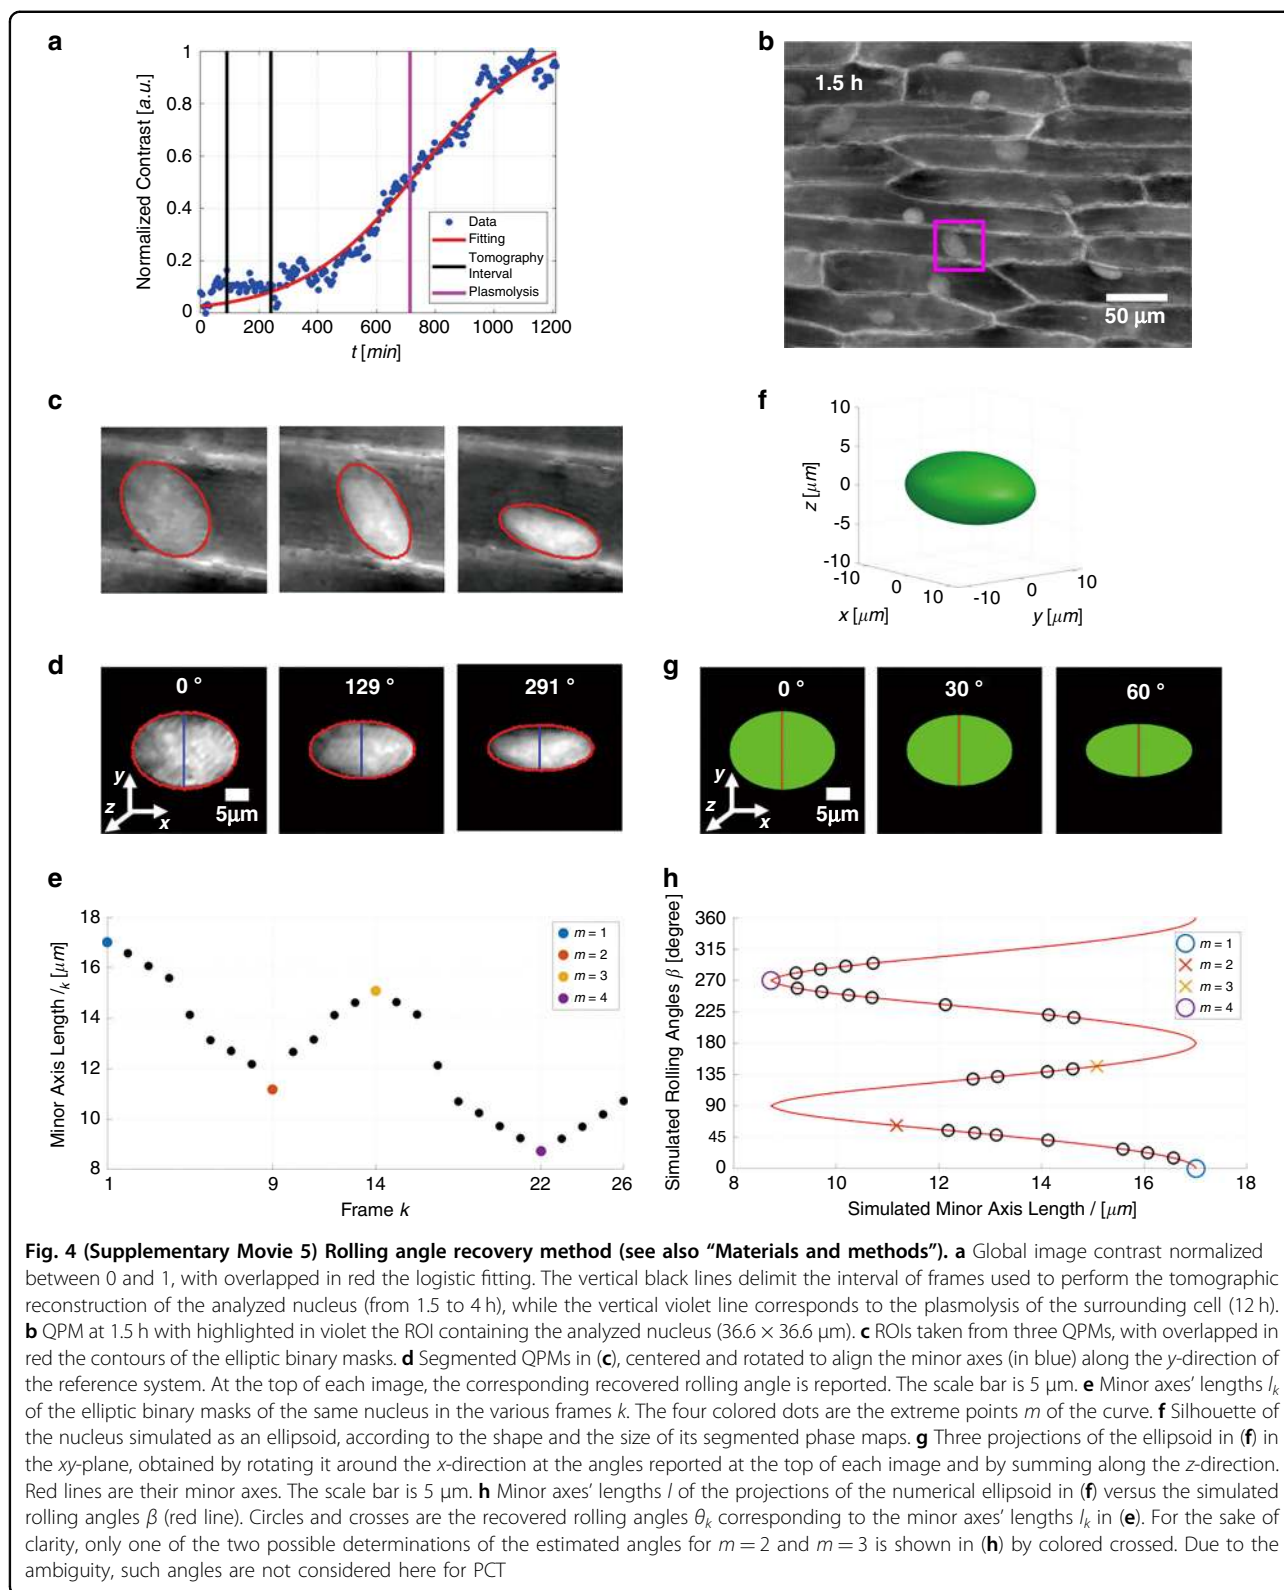 a
1
0.8
0.6
0.4
0.2
0
Normalized Contrast [a.u.]
0 200 400 600 800 1000 1200
t [min]
Data
Fitting
Tomography
Interval
Plasmolysis
b
1.5 h
50 μm
c
f
10
5
0
-5
-10
z [μm]
-10 0 10
x [μm]
-10 0 10
y [μm]
d
0 °
129 °
291 °
y
z
x
5μm
g
0 °
30 °
60 °
y
z
x
5μm
e
18
16
14
12
10
8
Minor Axis Length lk [μm]
1 9 14 22 26
Frame k
m = 1
m = 2
m = 3
m = 4
h
360
315
270
225
180
135
90
45
0
Simulated Rolling Angles β [degree]
8 10 12 14 16 18
Simulated Minor Axis Length l [μm]
m = 1
m = 2
m = 3
m = 4
Fig. 4 (Supplementary Movie 5) Rolling angle recovery method (see also “Materials and methods”). a Global image contrast normalized
between 0 and 1, with overlapped in red the logistic fitting. The vertical black lines delimit the interval of frames used to perform the tomographic
reconstruction of the analyzed nucleus (from 1.5 to 4 h), while the vertical violet line corresponds to the plasmolysis of the surrounding cell (12 h).
b QPM at 1.5 h with highlighted in violet the ROI containing the analyzed nucleus (36.6 × 36.6 μm). c ROIs taken from three QPMs, with overlapped in
red the contours of the elliptic binary masks. d Segmented QPMs in (c), centered and rotated to align the minor axes (in blue) along the y-direction of
the reference system. At the top of each image, the corresponding recovered rolling angle is reported. The scale bar is 5 μm. e Minor axes’ lengths lk
of the elliptic binary masks of the same nucleus in the various frames k. The four colored dots are the extreme points m of the curve. f Silhouette of
the nucleus simulated as an ellipsoid, according to the shape and the size of its segmented phase maps. g Three projections of the ellipsoid in (f) in
the xy-plane, obtained by rotating it around the x-direction at the angles reported at the top of each image and by summing along the z-direction.
Red lines are their minor axes. The scale bar is 5 μm. h Minor axes’ lengths l of the projections of the numerical ellipsoid in (f) versus the simulated
rolling angles β (red line). Circles and crosses are the recovered rolling angles θk corresponding to the minor axes’ lengths lk in (e). For the sake of
clarity, only one of the two possible determinations of the estimated angles for m = 2 and m = 3 is shown in (h) by colored crossed. Due to the
ambiguity, such angles are not considered here for PCT